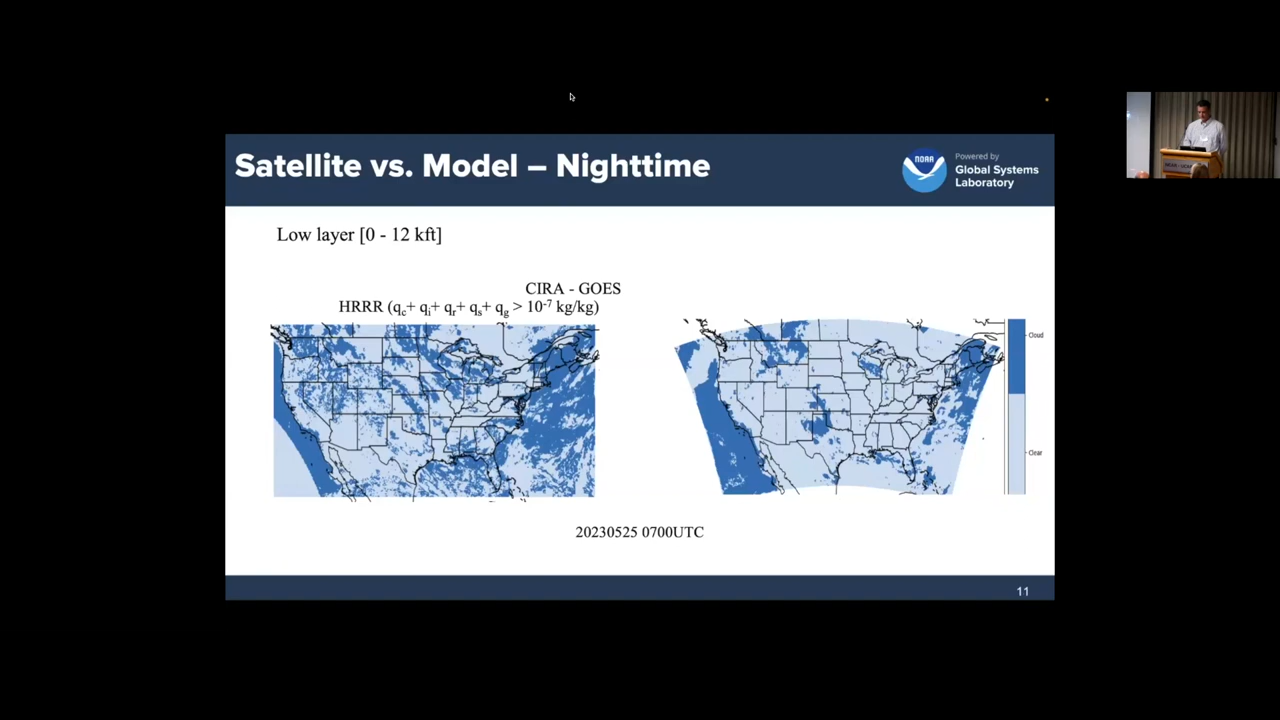 Satellite vs. Model – Nighttime
NOAA
Powered by
Global Systems
Laboratory
Low layer [0 - 12 kft]
CIRA - GOES
HRRR (qc+ qi+ qr+ qs+ qg > 10-7 kg/kg)
Cloud
Clear
20230525 0700UTC
11